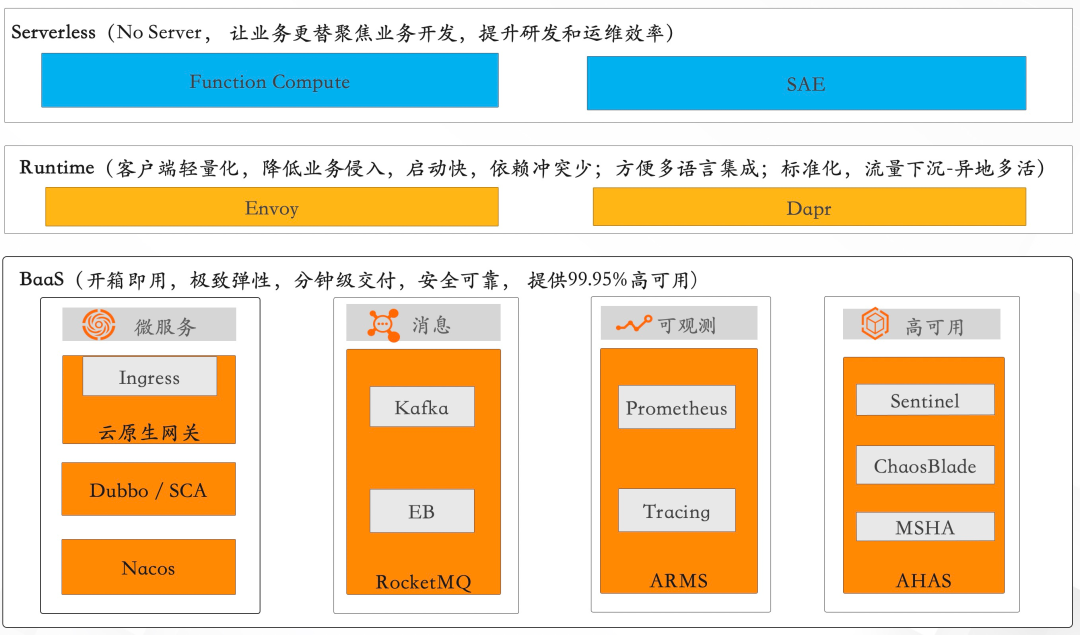 Serverless（No Server， 让业务更替聚焦业务开发，提升研发和运维效率）
Function Compute
SAE
Runtime（客户端轻量化，降低业务侵入，启动快，依赖冲突少；方便多语言集成；标准化，流量下沉-异地多活）
Envoy
Dapr
BaaS（开箱即用，极致弹性，分钟级交付，安全可靠， 提供99.95%高可用）
微服务
Ingress
云原生网关
Dubbo / SCA
Nacos
消息
Kafka
EB
RocketMQ
可观测
Prometheus
Tracing
ARMS
高可用
Sentinel
ChaosBlade
MSHA
AHAS